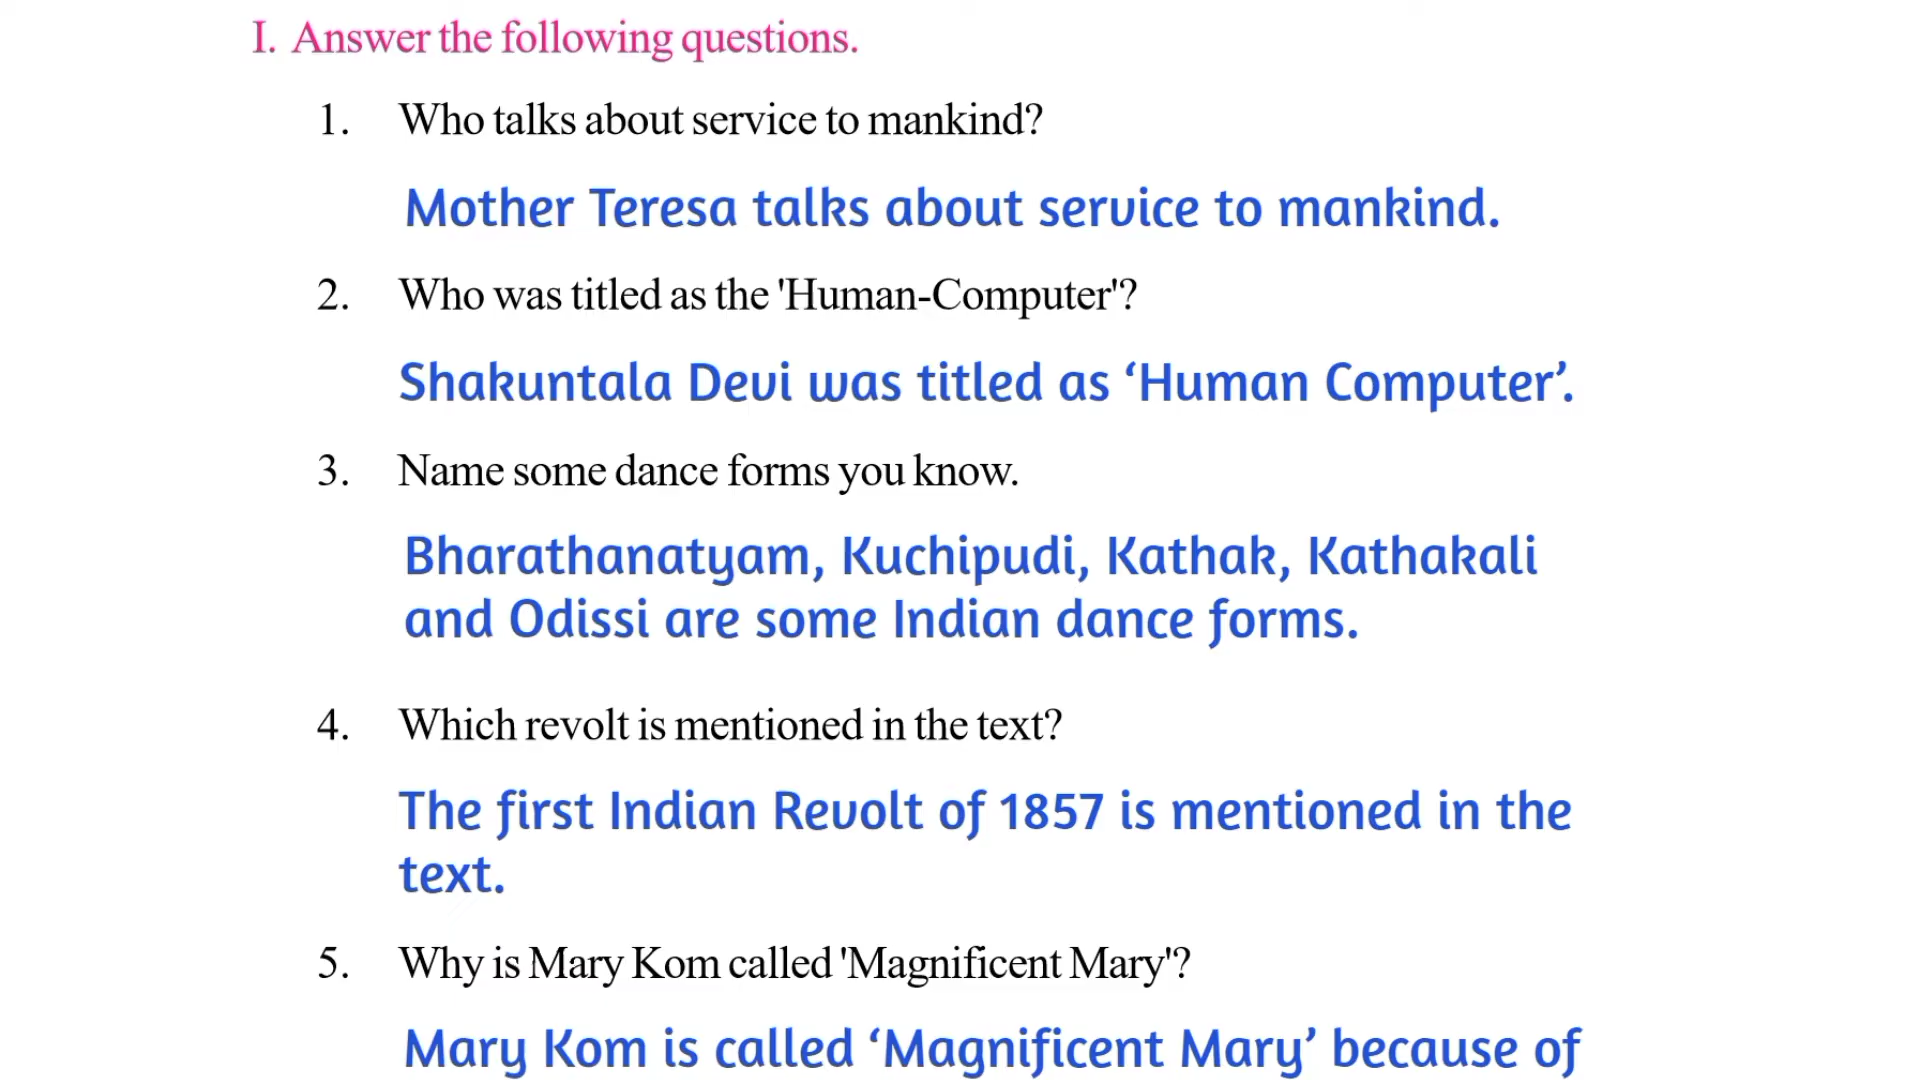 I. Answer the following questions.
1. Who talks about service to mankind?
Mother Teresa talks about service to mankind.
2. Who was titled as the 'Human-Computer'?
Shakuntala Devi was titled as ‘Human Computer’.
3. Name some dance forms you know.
Bharathanatyam, Kuchipudi, Kathak, Kathakali
and Odissi are some Indian dance forms.
4. Which revolt is mentioned in the text?
The first Indian Revolt of 1857 is mentioned in the
text.
5. Why is Mary Kom called 'Magnificent Mary'?
Mary Kom is called ‘Magnificent Mary’ because of